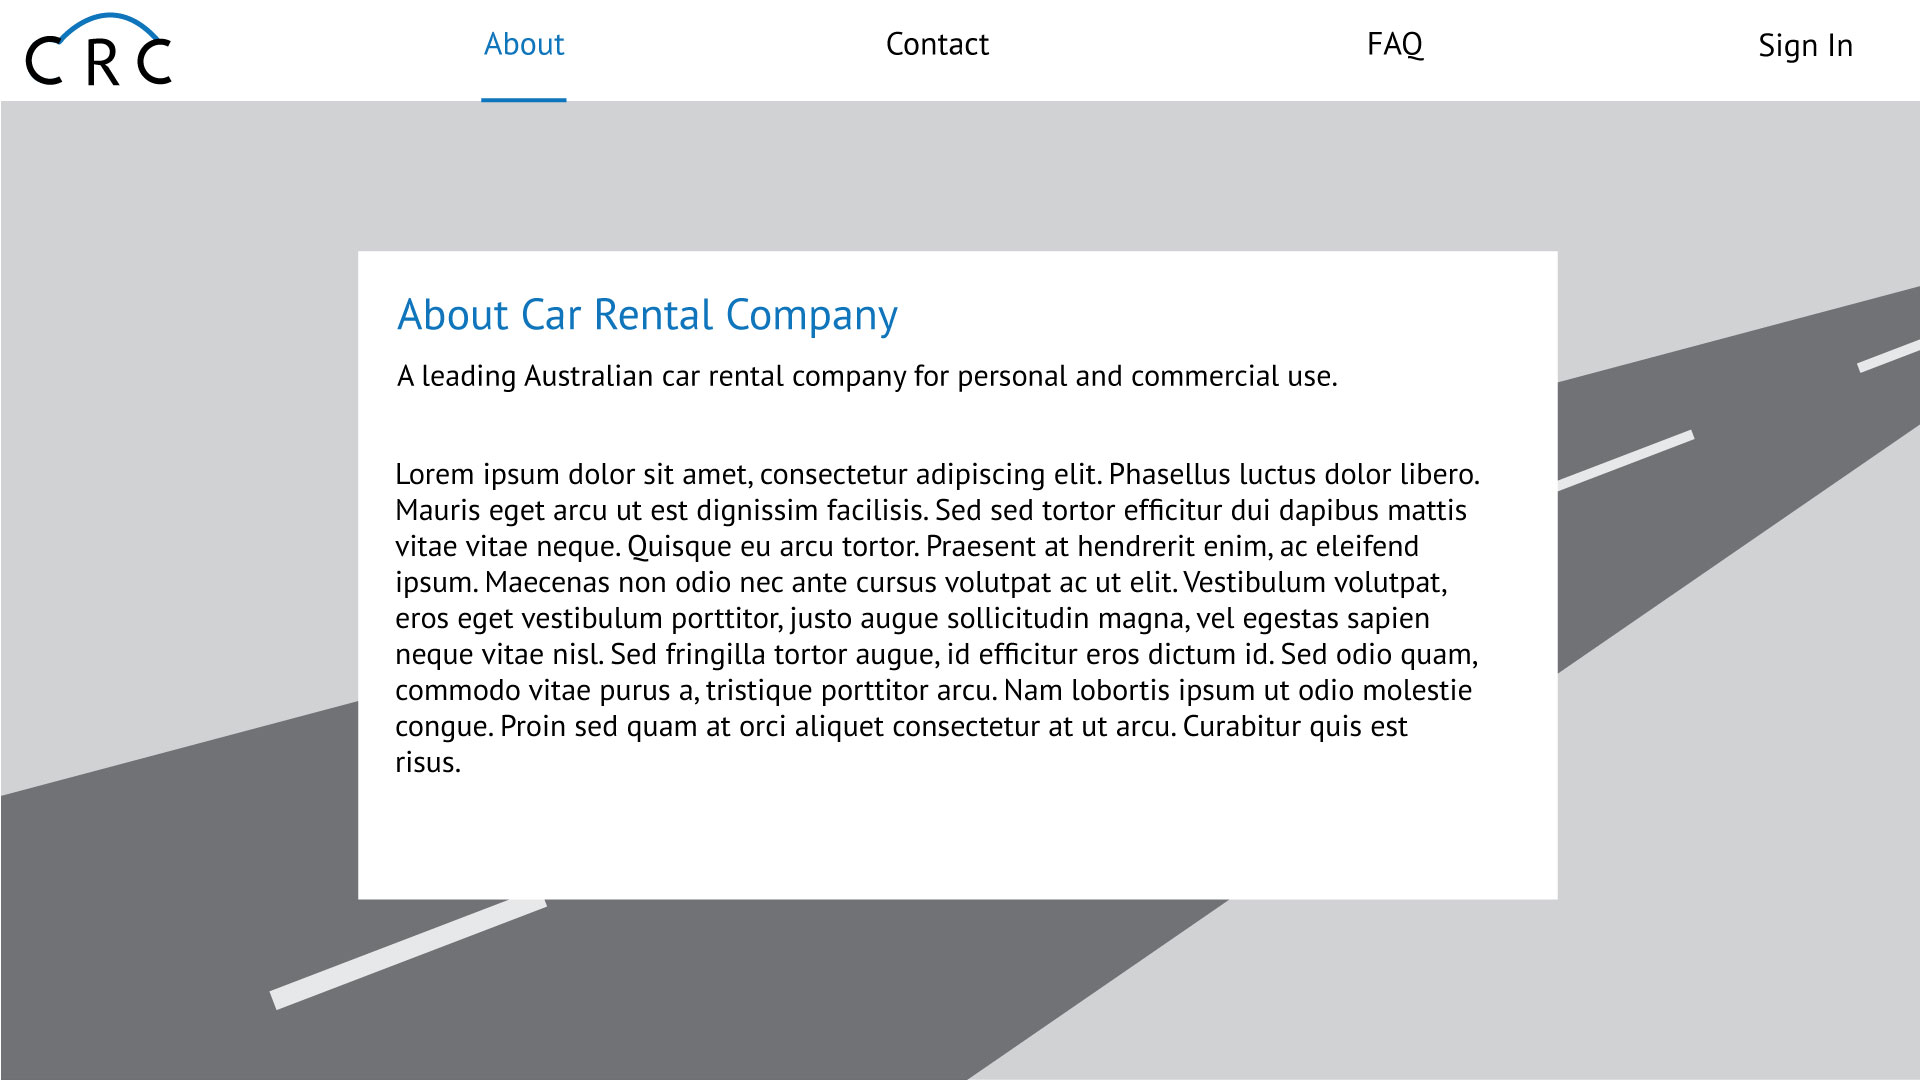 C R C
About
Contact
FAQ
Sign In
About Car Rental Company
A leading Australian car rental company for personal and commercial use.
Lorem ipsum dolor sit amet, consectetur adipiscing elit. Phasellus luctus dolor libero.
Mauris eget arcu ut est dignissim facilisis. Sed sed tortor efficitur dui dapibus mattis
vitae vitae neque. Quisque eu arcu tortor. Praesent at hendrerit enim, ac eleifend
ipsum. Maecenas non odio nec ante cursus volutpat ac ut elit. Vestibulum volutpat,
eros eget vestibulum porttitor, justo augue sollicitudin magna, vel egestas sapien
neque vitae nisl. Sed fringilla tortor augue, id efficitur eros dictum id. Sed odio quam,
commodo vitae purus a, tristique porttitor arcu. Nam lobortis ipsum ut odio molestie
congue. Proin sed quam at orci aliquet consectetur at ut arcu. Curabitur quis est
risus.